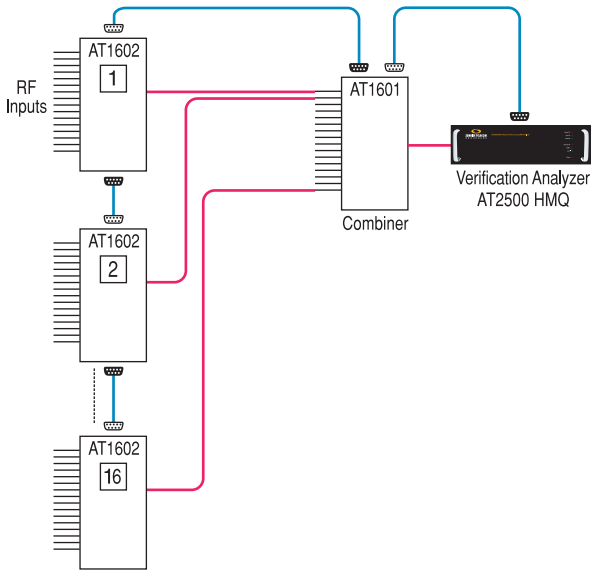 AT1602
1
RF
Inputs
AT1601
Combiner
Verification Analyzer
AT2500 HMQ
AT1602
2
AT1602
16